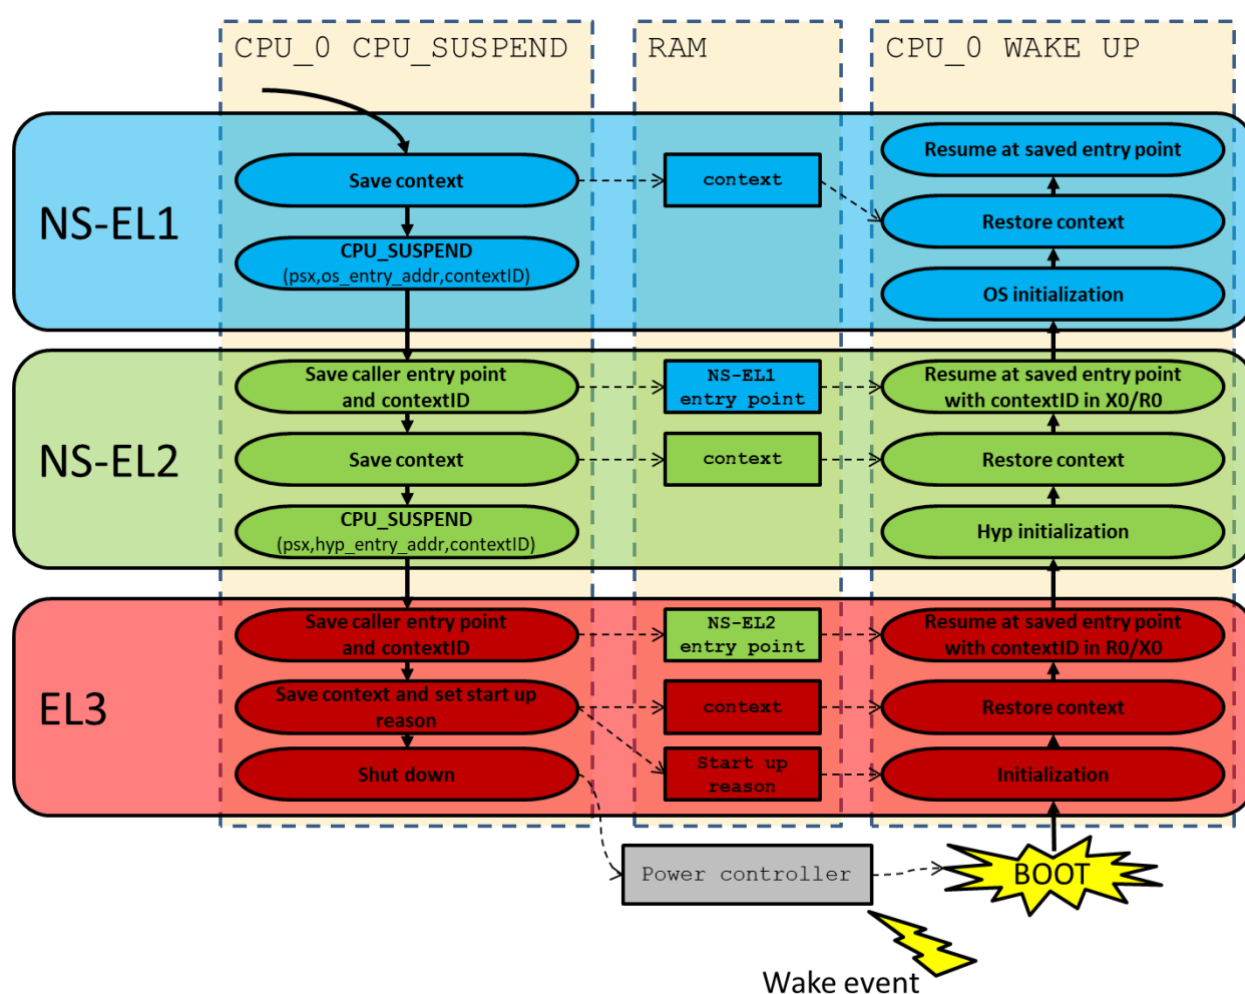 CPU_0 CPU_SUSPEND
RAM
CPU_0 WAKE UP
NS-EL1
Save context
CPU_SUSPEND
(psx,os_entry_addr,contextID)
context
Resume at saved entry point
Restore context
OS initialization
NS-EL2
Save caller entry point
and contextID
Save context
CPU_SUSPEND
(psx,hyp_entry_addr,contextID)
NS-EL1
entry point
context
Resume at saved entry point
with contextID in X0/R0
Restore context
Hyp initialization
EL3
Save caller entry point
and contextID
Save context and set start up
reason
Shut down
NS-EL2
entry point
context
Start up
reason
Resume at saved entry point
with contextID in R0/X0
Restore context
Initialization
Power controller
BOOT
Wake event